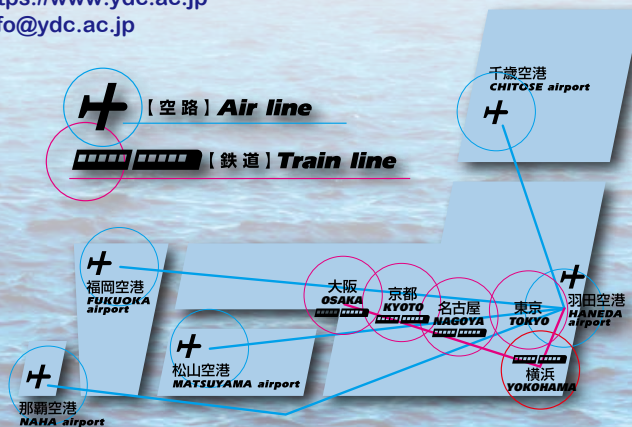 tps://www.ydc.ac.jp
fo@ydc.ac.jp
千歳空港
CHITOSE airport
【空路】Air line
【鉄道】Train line
福岡空港
FUKUOKA
airport
大阪
OSAKA
京都
KYOTO
名古屋
NAGOYA
東京
TOKYO
羽田空港
HANEDA
airport
松山空港
MATSUYAMA airport
横浜
YOKOHAMA
那覇空港
NAHA airport